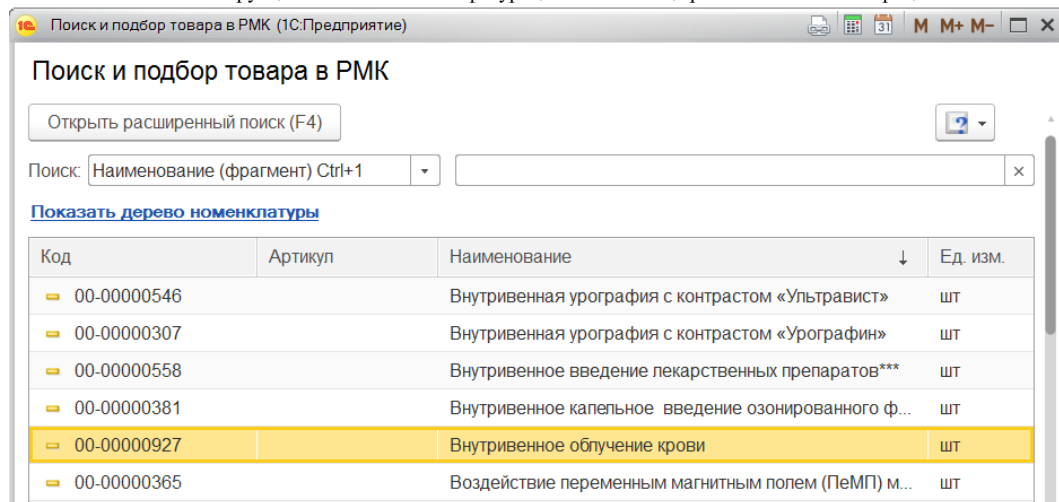 1С Поиск и подбор товара в РМК (1С:Предприятие) 31 M M+ M-
Поиск и подбор товара в РМК
Открыть расширенный поиск (F4) ?
Поиск: Наименование (фрагмент) Ctrl+1 ×
Показать дерево номенклатуры
Код Артикул Наименование ↓ Ед. изм.
00-00000546 Внутривенная урография с контрастом «Ультравист» шт
00-00000307 Внутривенная урография с контрастом «Урографин» шт
00-00000558 Внутривенное введение лекарственных препаратов*** шт
00-00000381 Внутривенное капельное введение озонированного ф... шт
00-00000927 Внутривенное облучение крови шт
00-00000365 Воздействие переменным магнитным полем (ПеМП) м... шт